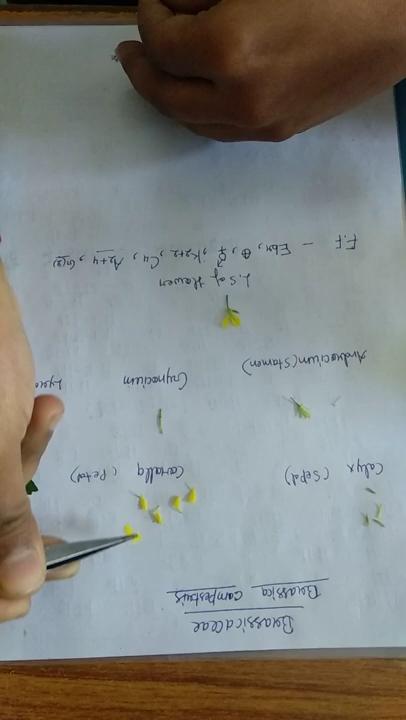 Brassicaceae
Brassica campestris
Calyx (Sepal)
Corolla (Petal)
Androecium (Stamen)
Gynoecium
L.S of flower
F.F - Ebr, ⊕, ⚥, K2+2, C4, A2+4, G(2)